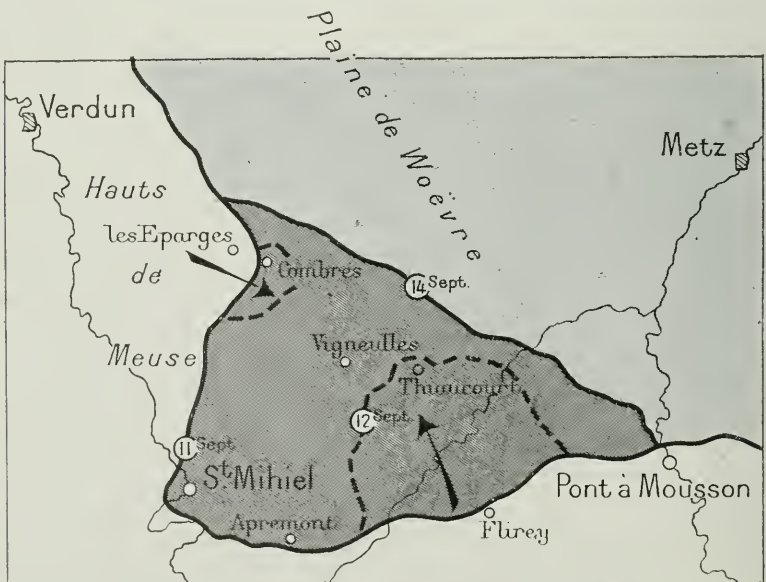 Plaine de Woëvre
Verdun
Metz
Hauts
les Eparges
de
Combres
14 Sept.
Meuse
Vigneulles
Thiaucourt
12 Sept.
11 Sept
St. Mihiel
Pont à Mousson
Apremont
Flirey